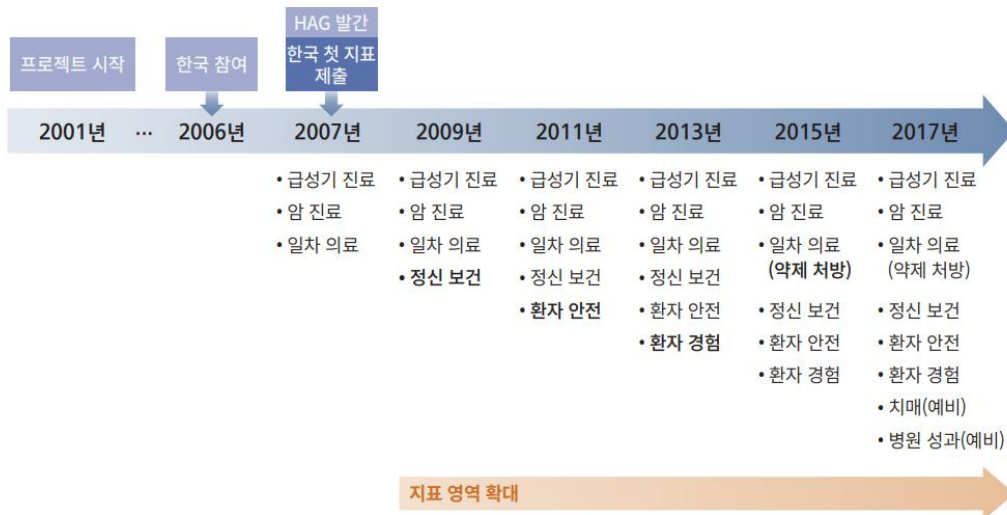 프로젝트 시작
한국 참여
HAG 발간
한국 첫 지표
제출
2001년 … 2006년 2007년 2009년 2011년 2013년 2015년 2017년
• 급성기 진료
• 암 진료
• 일차 의료
• 급성기 진료
• 암 진료
• 일차 의료
• 정신 보건
• 급성기 진료
• 암 진료
• 일차 의료
• 정신 보건
• 환자 안전
• 급성기 진료
• 암 진료
• 일차 의료
• 정신 보건
• 환자 안전
• 환자 경험
• 급성기 진료
• 암 진료
• 일차 의료
(약제 처방)
• 정신 보건
• 환자 안전
• 환자 경험
• 급성기 진료
• 암 진료
• 일차 의료
(약제 처방)
• 정신 보건
• 환자 안전
• 환자 경험
• 치매(예비)
• 병원 성과(예비)
지표 영역 확대